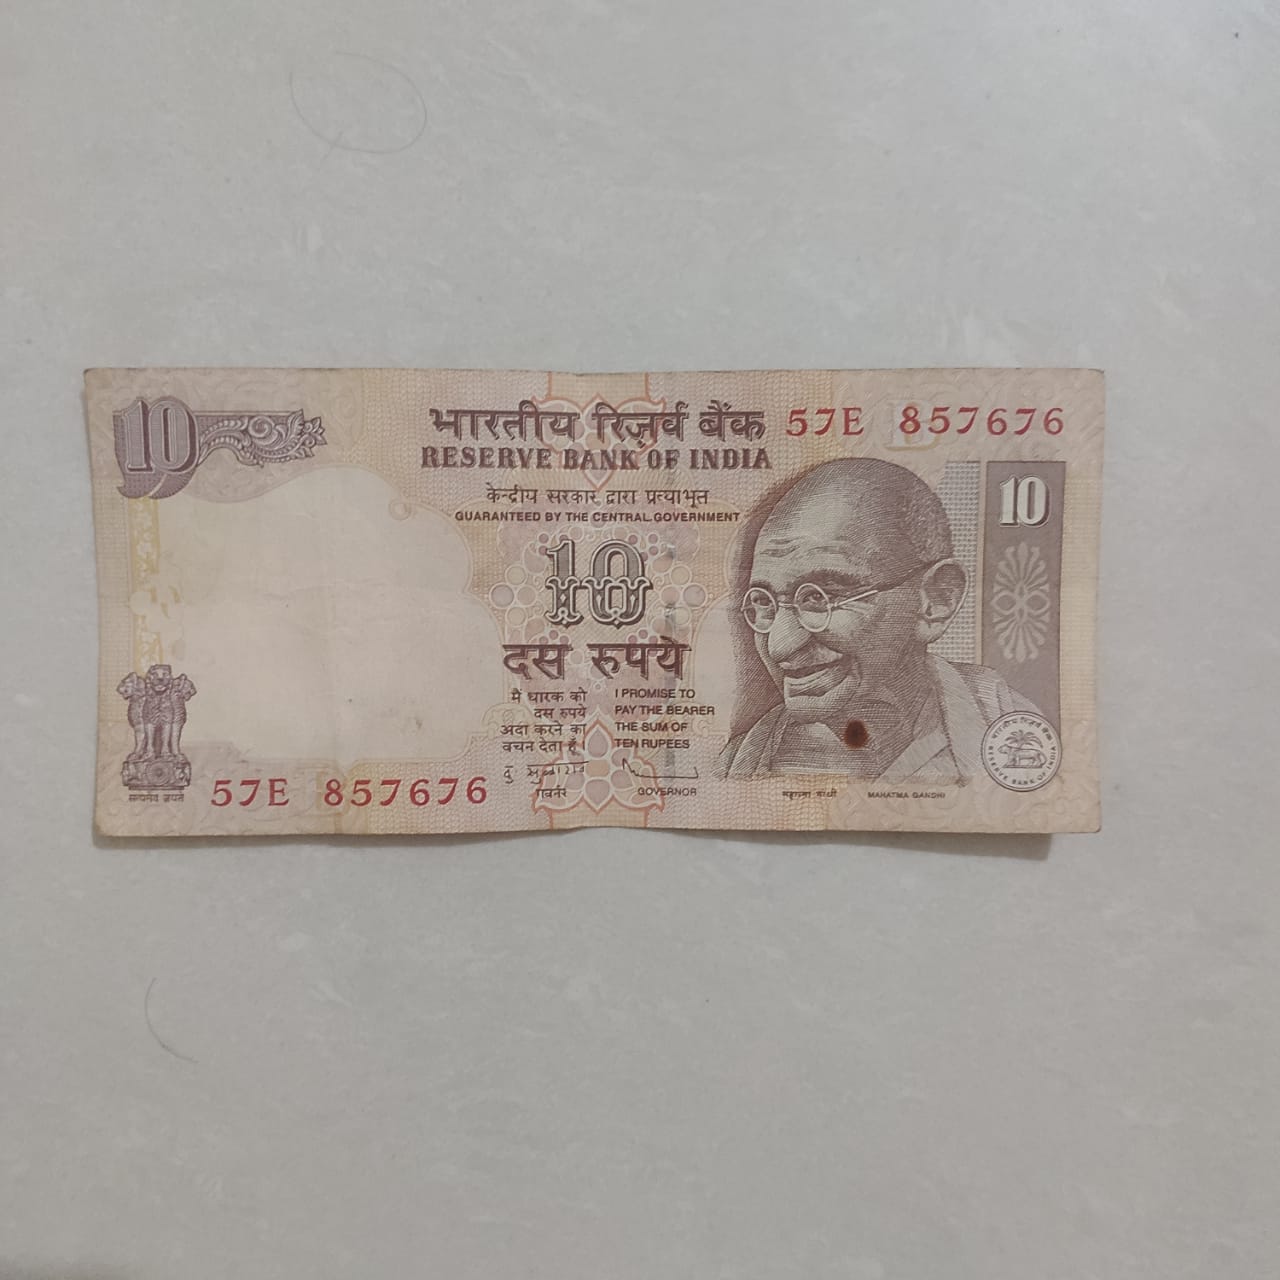 10
भारतीय रिज़र्व बैंक 57E 857676
RESERVE BANK OF INDIA
केन्द्रीय सरकार द्वारा प्रत्याभूत
GUARANTEED BY THE CENTRAL GOVERNMENT
10
10
दस रुपये
मैं धारक को
दस रुपये
अदा करने का
वचन देता हूँ
I PROMISE TO
PAY THE BEARER
THE SUM OF
TEN RUPEES
गवर्नर
GOVERNOR
सत्यमेव जयते
57E 857676
महात्मा गांधी
MAHATMA GANDHI
भारतीय रिज़र्व बैंक
RESERVE BANK OF INDIA